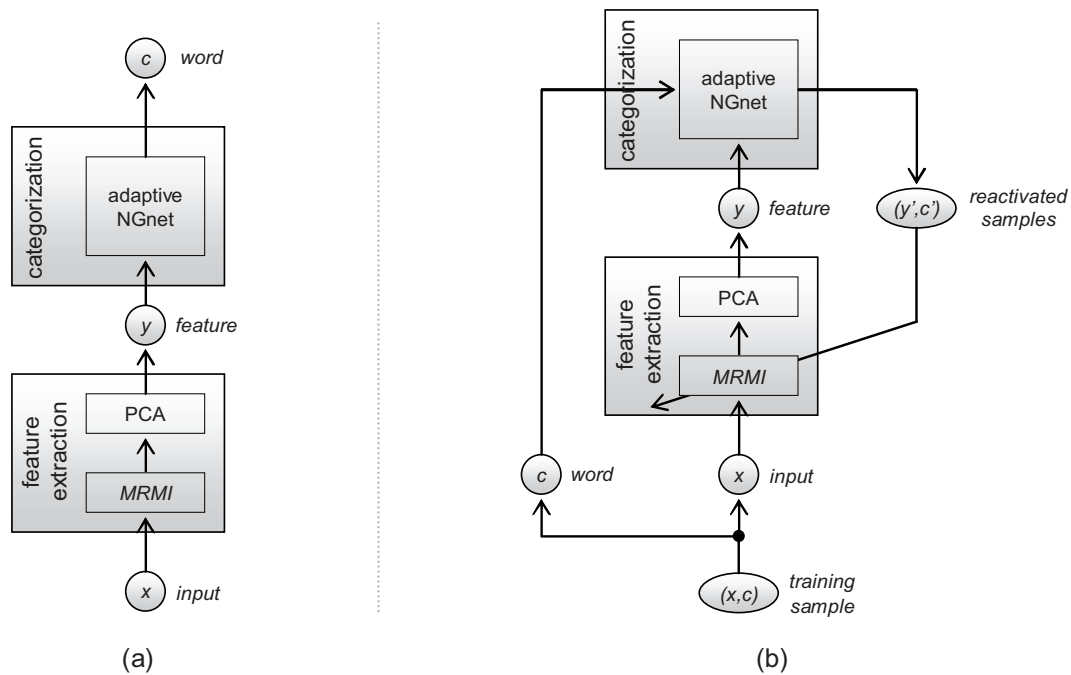 c word
categorization
adaptive
NGnet
y feature
feature
extraction
PCA
MRMI
x input
(a)
categorization
adaptive
NGnet
y feature
(y',c') reactivated
samples
feature
extraction
PCA
MRMI
c word
x input
(x,c) training
sample
(b)